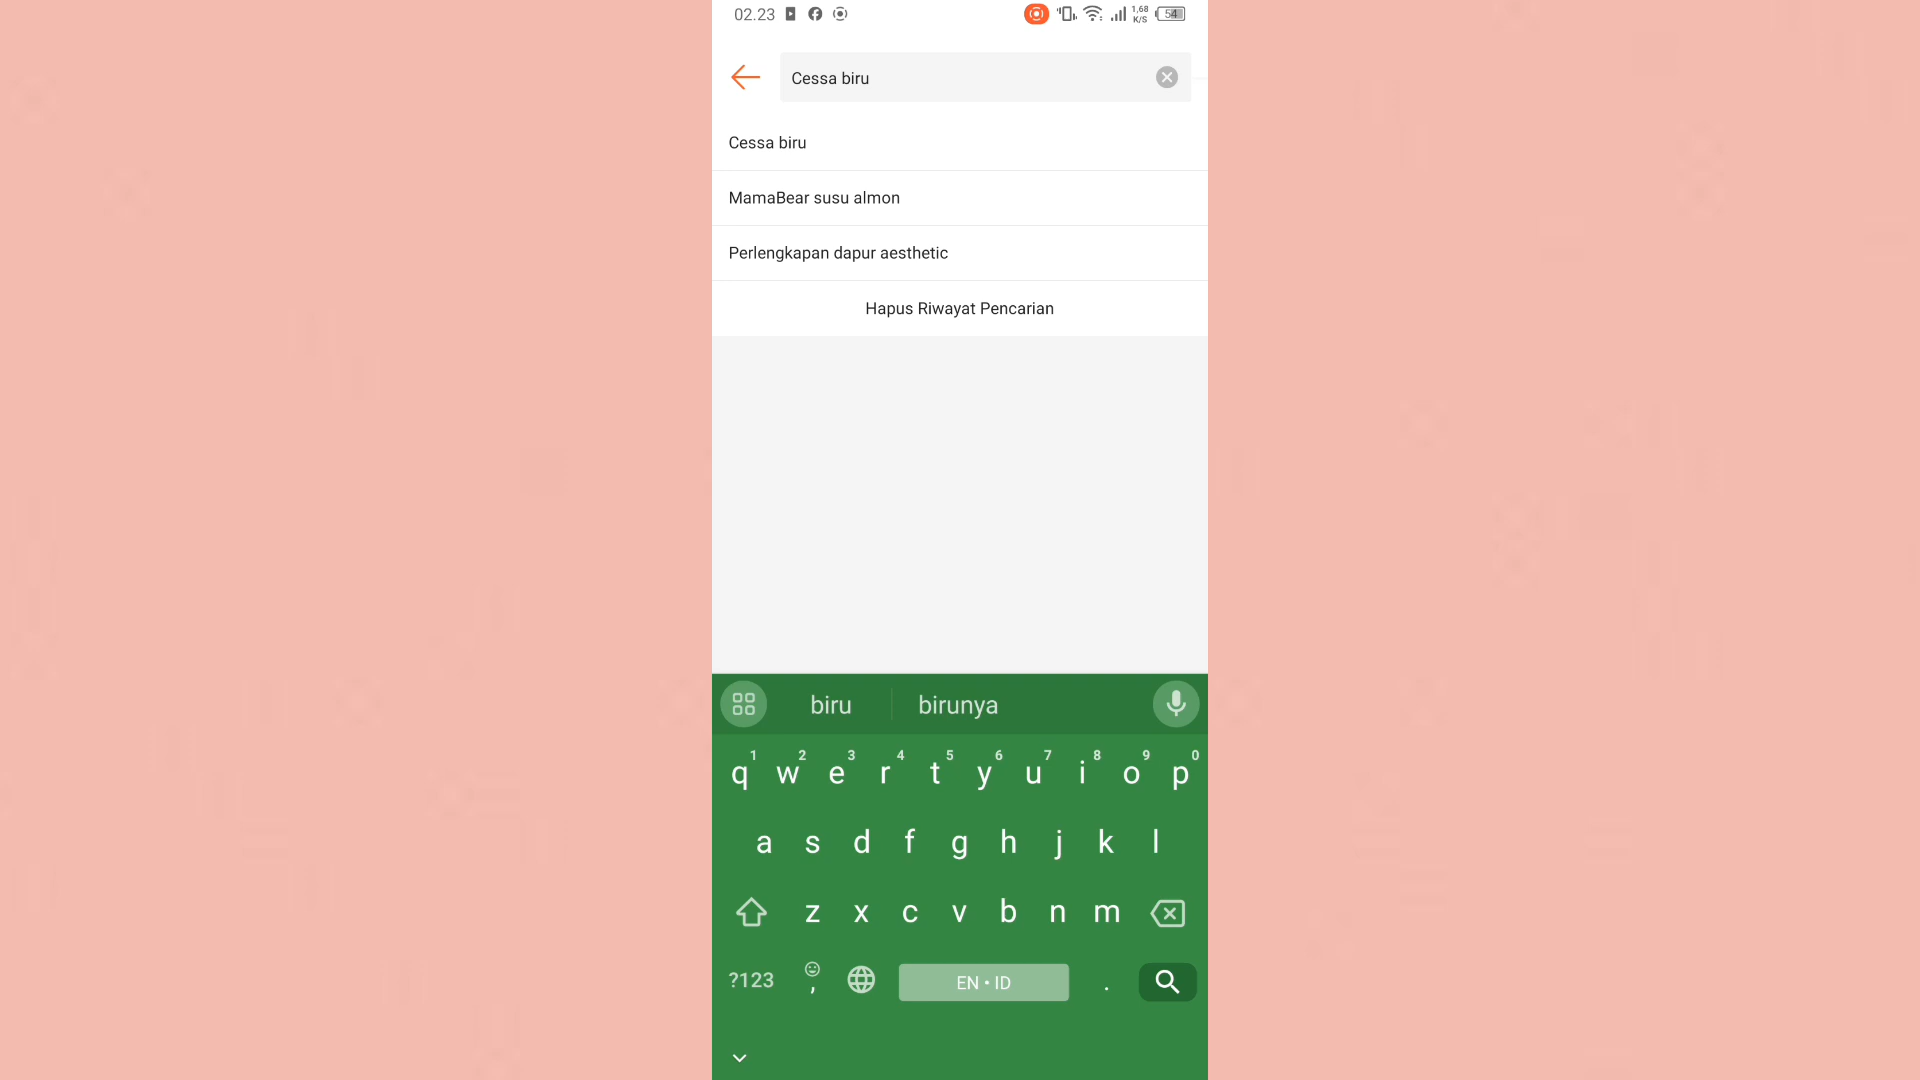 02.23
1,68
K/S
54
Cessa biru
Cessa biru
MamaBear susu almon
Perlengkapan dapur aesthetic
Hapus Riwayat Pencarian
biru birunya
1 2 3 4 5 6 7 8 9 0
q w e r t y u i o p
a s d f g h j k l
z x c v b n m
?123 , EN • ID .